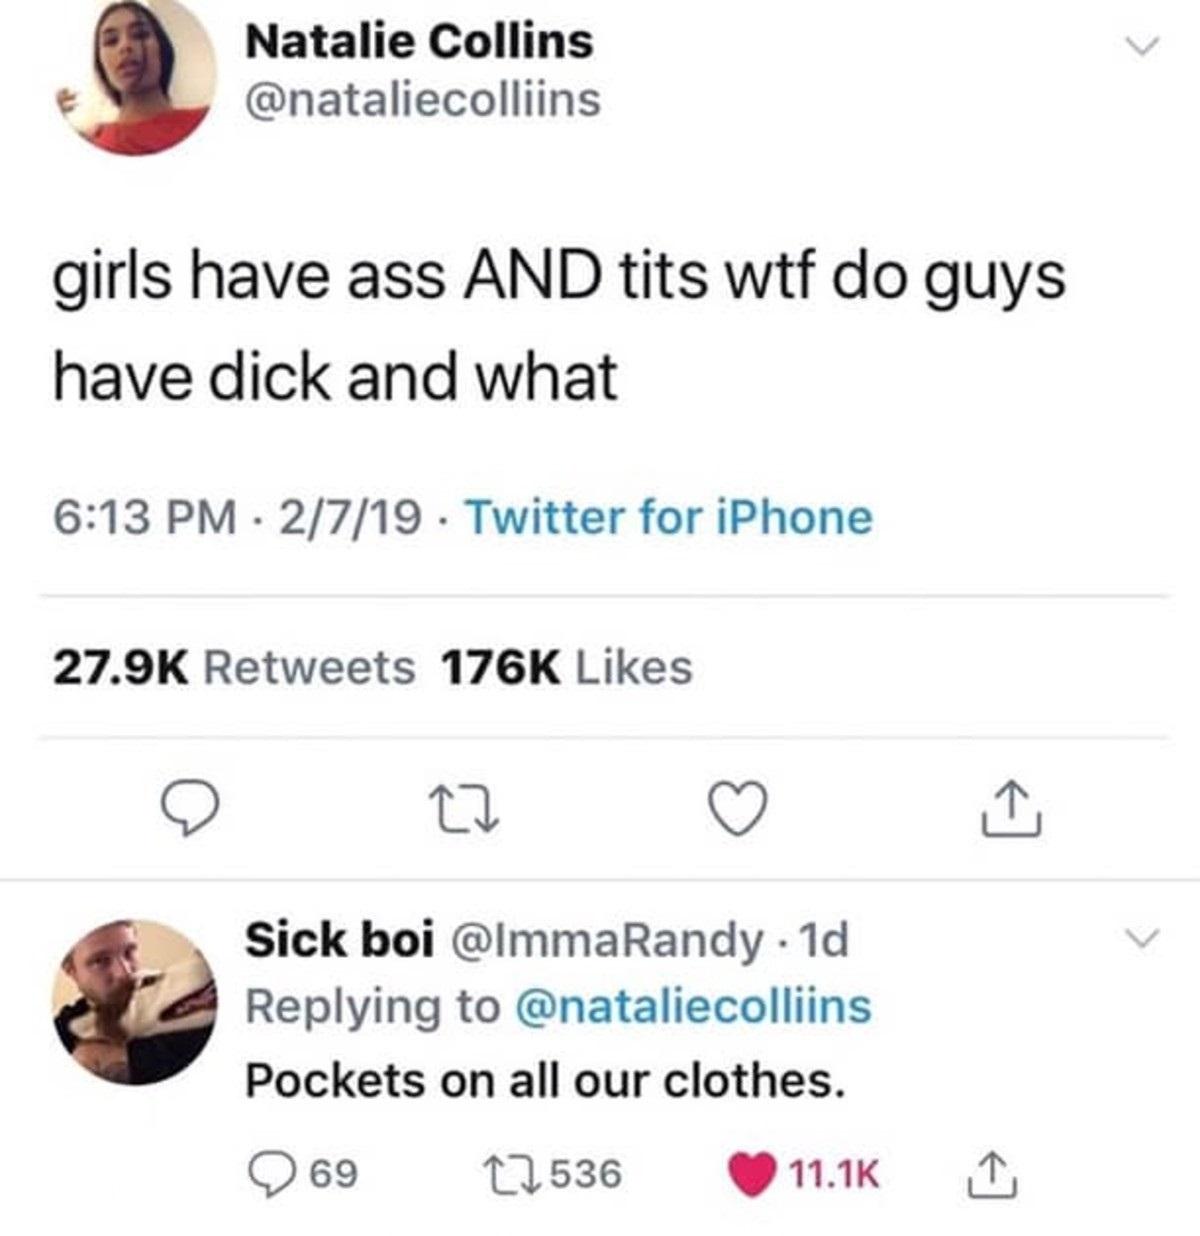 Natalie Collins
@nataliecolliins
girls have ass AND tits wtf do guys
have dick and what
6:13 PM · 2/7/19 · Twitter for iPhone
27.9K Retweets 176K Likes
Sick boi @ImmaRandy · 1d
Replying to @nataliecolliins
Pockets on all our clothes.
69 536 11.1K